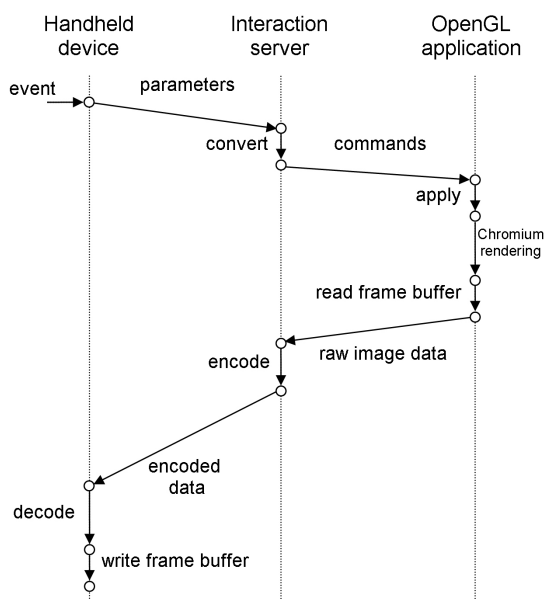 Handheld
device
Interaction
server
OpenGL
application
event
parameters
convert
commands
apply
Chromium
rendering
read frame buffer
raw image data
encode
encoded
data
decode
write frame buffer